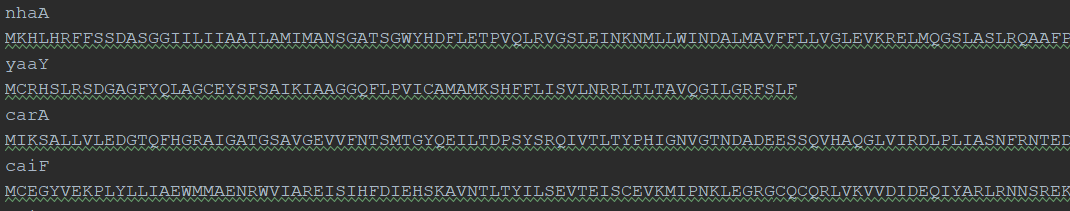 nhaA
MKHLHRFFSSDASGGIILIIAAILAMIMANSGATSGWYHDFLETPVQLRVGSLEINKNMLLWINDALMAVFFLLVGLEVKRELMQGSLASLRQAAFP
yaaY
MCRHSLRSDGAGFYQLAGCEYSFSAIKIAAGGQFLPVICAMAMKSHFFLISVLNRRLTLTAVQGILGRFSLF
carA
MIKSALLVLEDGTQFHGRAIGATGSAVGEVVFNTSMTGYQEILTDPSYSRQIVTLTYPHIGNVGTNDADEESSQVHAQGLVIRDLPLIASNFRNTED
caiF
MCEGYVEKPLYLLIAEWMMAENRWVIAREISIHFDIEHSKAVNTLTYILSEVTEISCEVKMIPNKLEGRGCQCQRLVKVVDIDEQIYARLRNNSREK